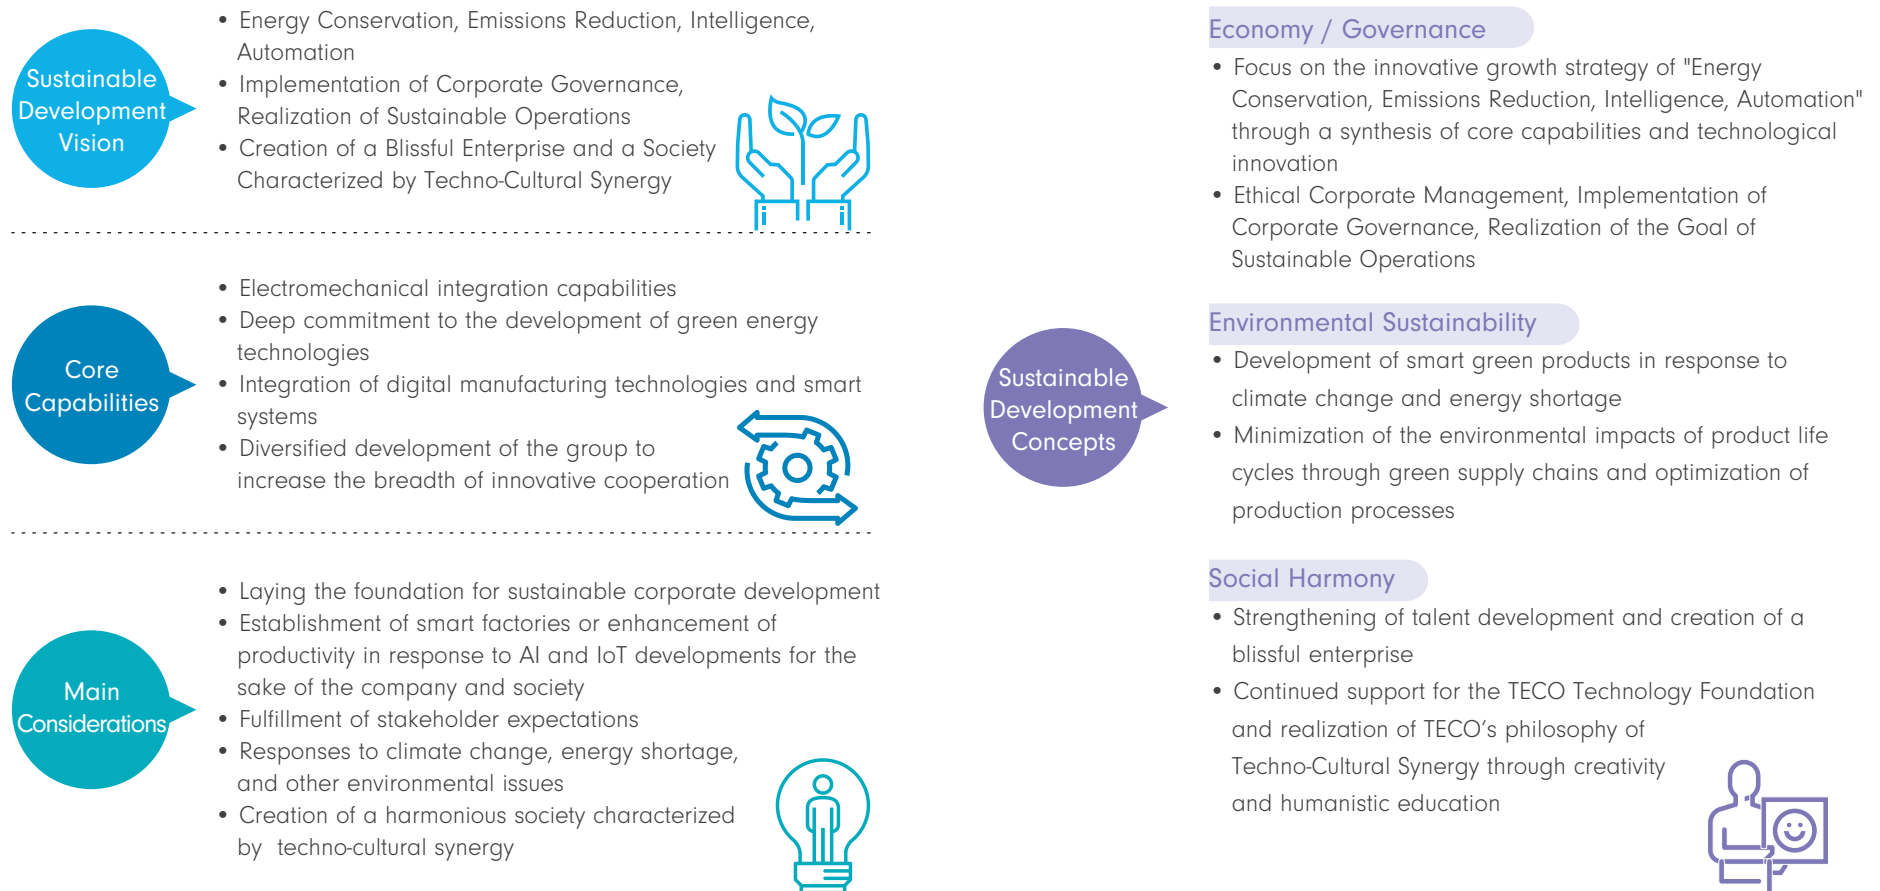 Sustainable
Development
Vision
• Energy Conservation, Emissions Reduction, Intelligence,
Automation
• Implementation of Corporate Governance,
Realization of Sustainable Operations
• Creation of a Blissful Enterprise and a Society
Characterized by Techno-Cultural Synergy
Core
Capabilities
• Electromechanical integration capabilities
• Deep commitment to the development of green energy
technologies
• Integration of digital manufacturing technologies and smart
systems
• Diversified development of the group to
increase the breadth of innovative cooperation
Main
Considerations
• Laying the foundation for sustainable corporate development
• Establishment of smart factories or enhancement of
productivity in response to AI and IoT developments for the
sake of the company and society
• Fulfillment of stakeholder expectations
• Responses to climate change, energy shortage,
and other environmental issues
• Creation of a harmonious society characterized
by techno-cultural synergy
Sustainable
Development
Concepts
Economy / Governance
• Focus on the innovative growth strategy of "Energy
Conservation, Emissions Reduction, Intelligence, Automation"
through a synthesis of core capabilities and technological
innovation
• Ethical Corporate Management, Implementation of
Corporate Governance, Realization of the Goal of
Sustainable Operations
Environmental Sustainability
• Development of smart green products in response to
climate change and energy shortage
• Minimization of the environmental impacts of product life
cycles through green supply chains and optimization of
production processes
Social Harmony
• Strengthening of talent development and creation of a
blissful enterprise
• Continued support for the TECO Technology Foundation
and realization of TECO’s philosophy of
Techno-Cultural Synergy through creativity
and humanistic education